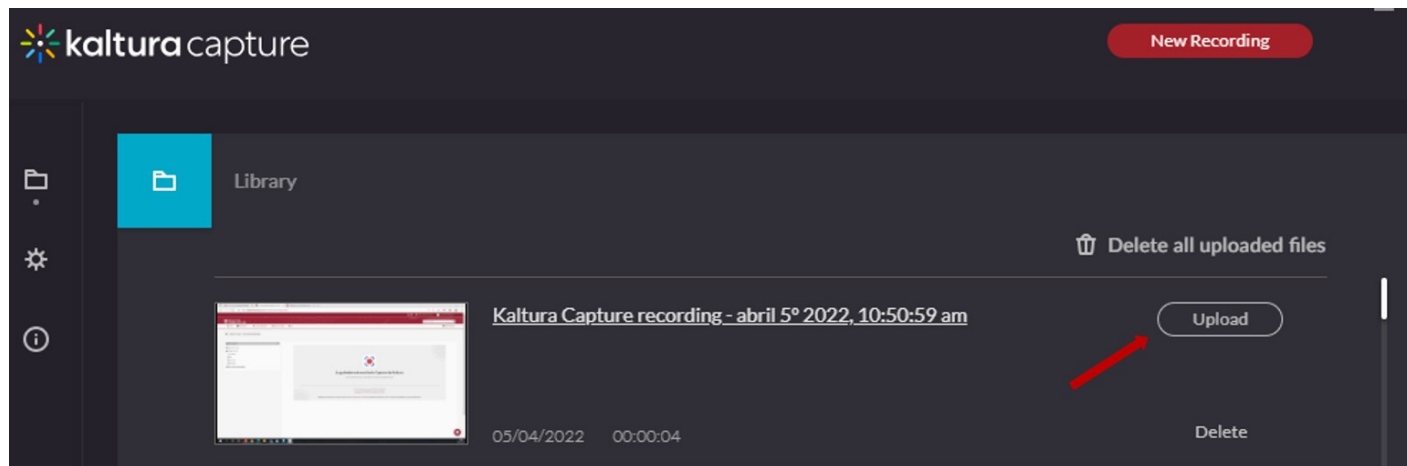 kaltura capture
New Recording
Library
Delete all uploaded files
Kaltura Capture recording - abril 5º 2022, 10:50:59 am
Upload
05/04/2022 00:00:04
Delete